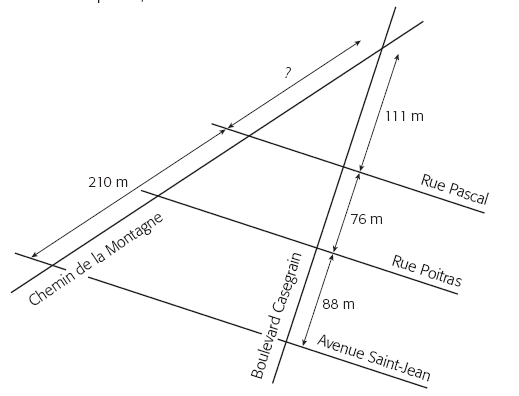 ?
111 m
210 m
Rue Pascal
76 m
Chemin de la Montagne
Rue Poitras
Boulevard Casegrain
88 m
Avenue Saint-Jean